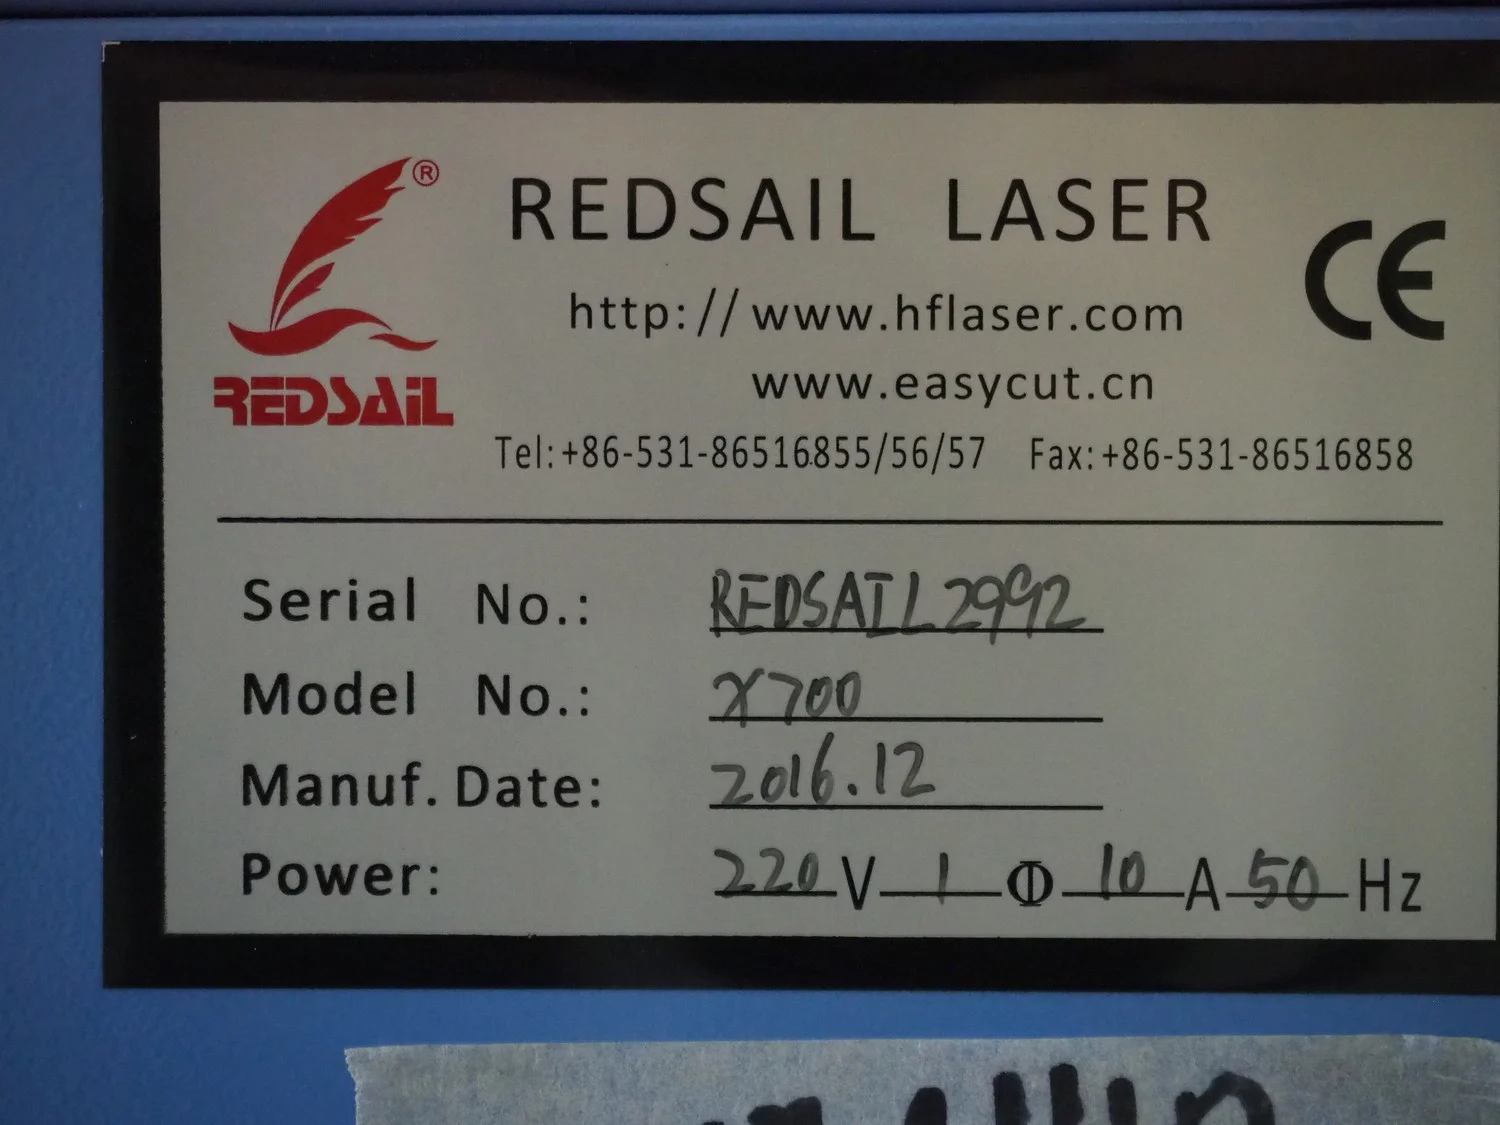 ®
REDSAIL
REDSAIL LASER
http://www.hflaser.com
www.easycut.cn
CE
Tel:+86-531-86516855/56/57 Fax:+86-531-86516858
Serial No.: REDSAIL2992
Model No.: X700
Manuf. Date: 2016.12
Power: 220 V 1 Φ 10 A 50 Hz